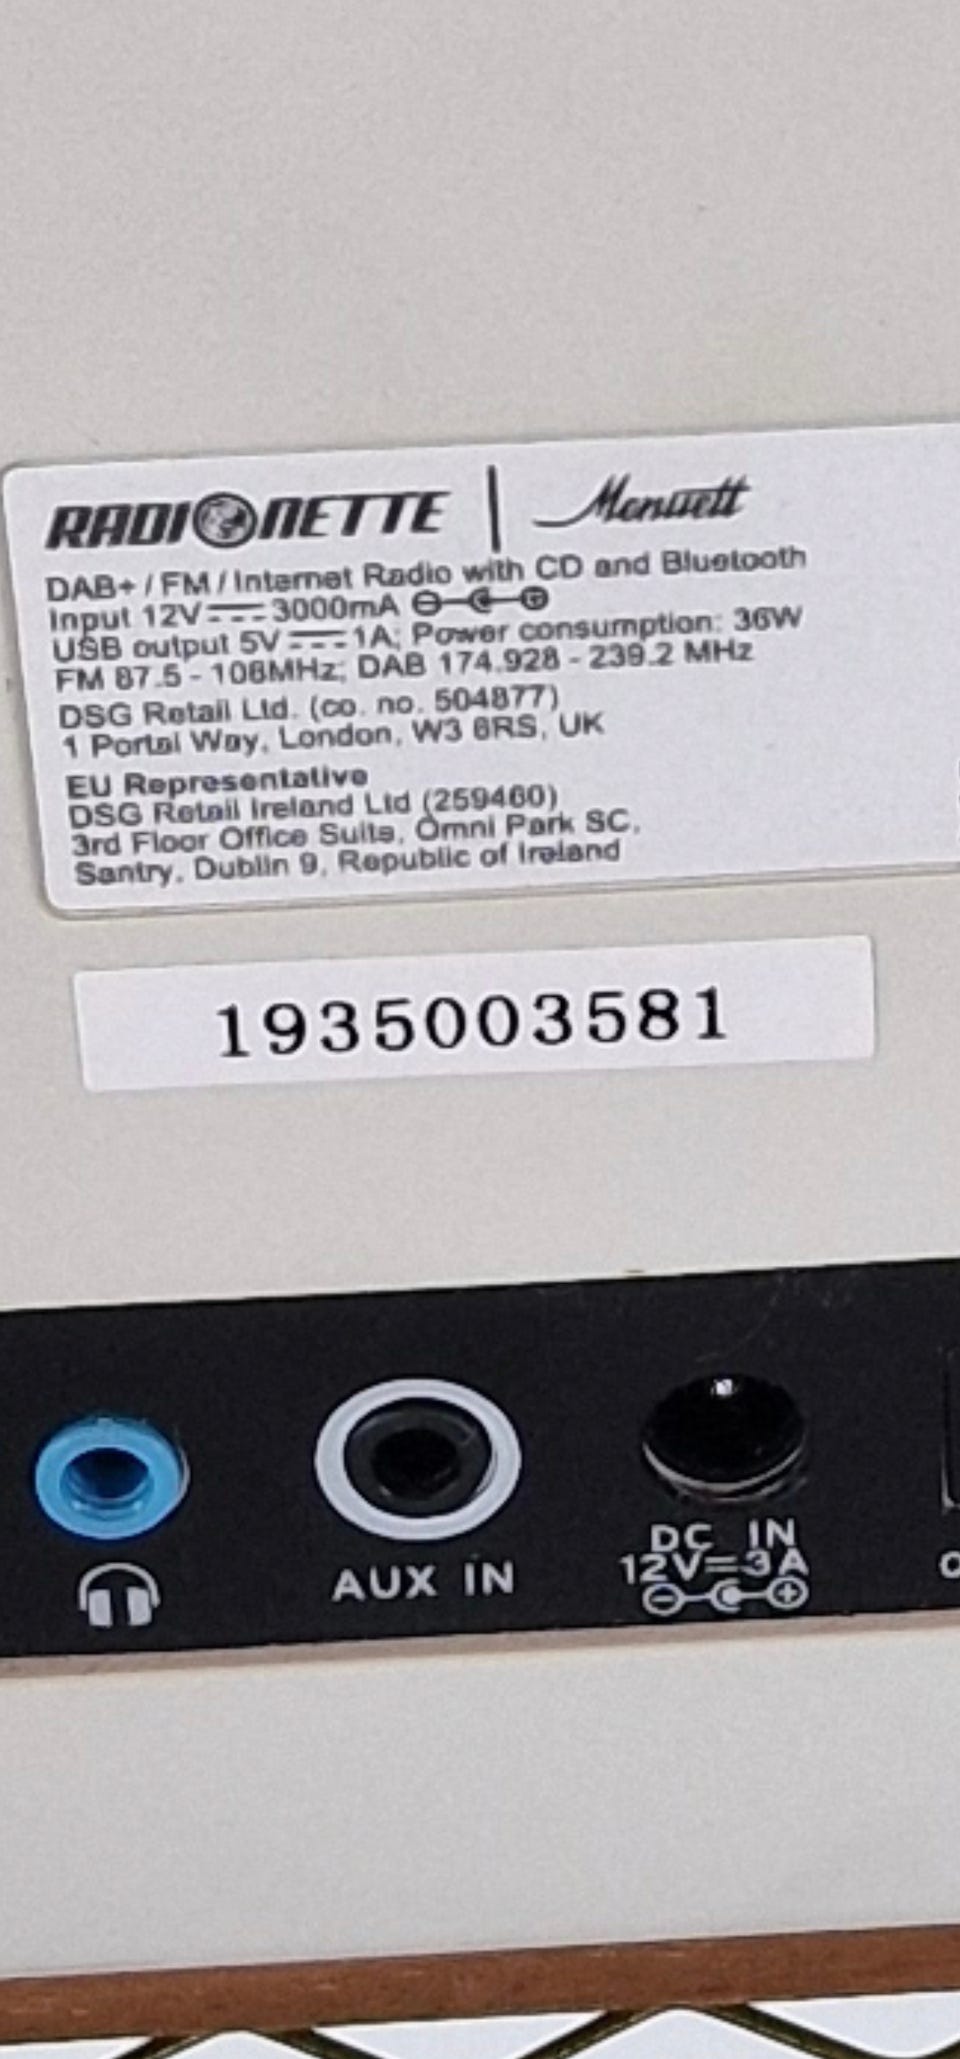 RADIONETTE | Menuett
DAB+ / FM / Internet Radio with CD and Bluetooth
Input 12V⎓3000mA ⊖-C-⊕
USB output 5V⎓1A; Power consumption: 36W
FM 87.5 - 108MHz; DAB 174.928 - 239.2 MHz
DSG Retail Ltd. (co. no. 504877)
1 Portal Way, London, W3 6RS, UK
EU Representative
DSG Retail Ireland Ltd (259460)
3rd Floor Office Suite, Omni Park SC,
Santry, Dublin 9, Republic of Ireland
1935003581
AUX IN
DC IN
12V⎓3A
⊖-C-⊕